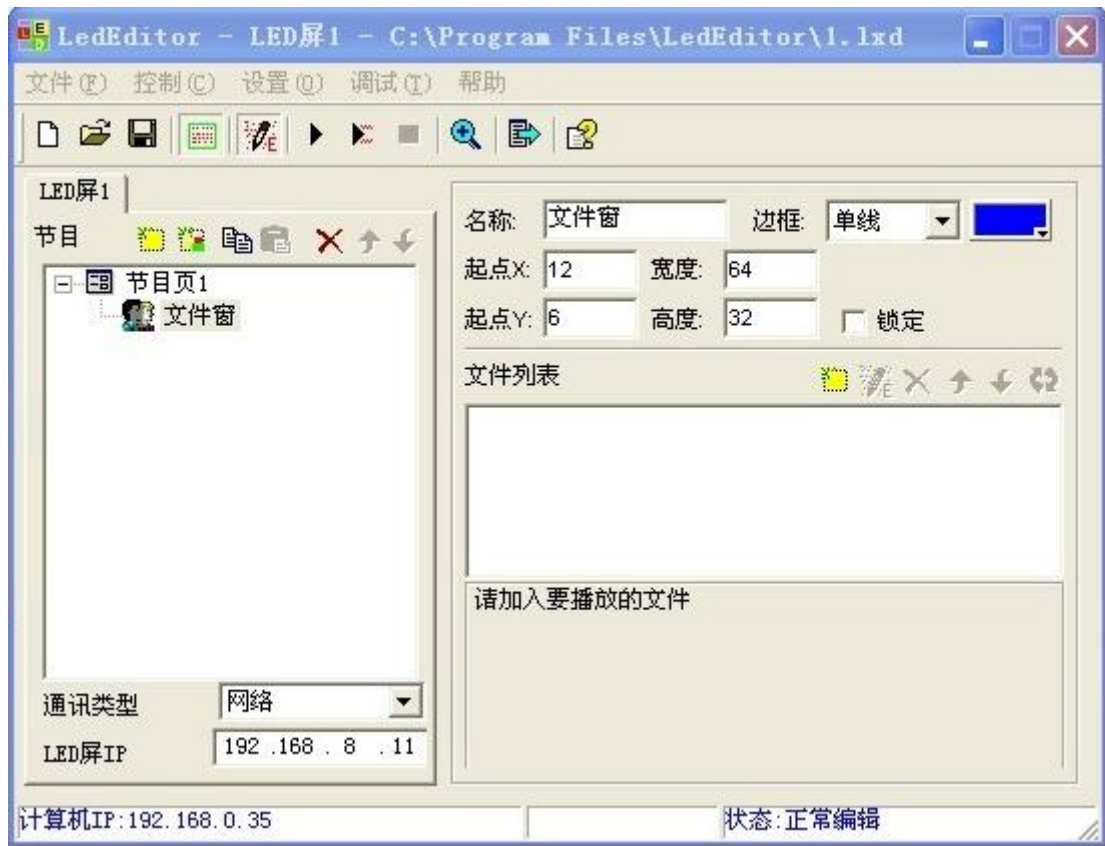 LedEditor - LED屏1 - C:\Program Files\LedEditor\1.lxd
文件(F) 控制(C) 设置(O) 调试(T) 帮助
LED屏1
节目
节目页1
文件窗
通讯类型 网络
LED屏IP 192 .168 . 8 .11
名称: 文件窗 边框: 单线
起点X: 12 宽度: 64
起点Y: 6 高度: 32 锁定
文件列表
请加入要播放的文件
计算机IP:192.168.0.35 状态:正常编辑